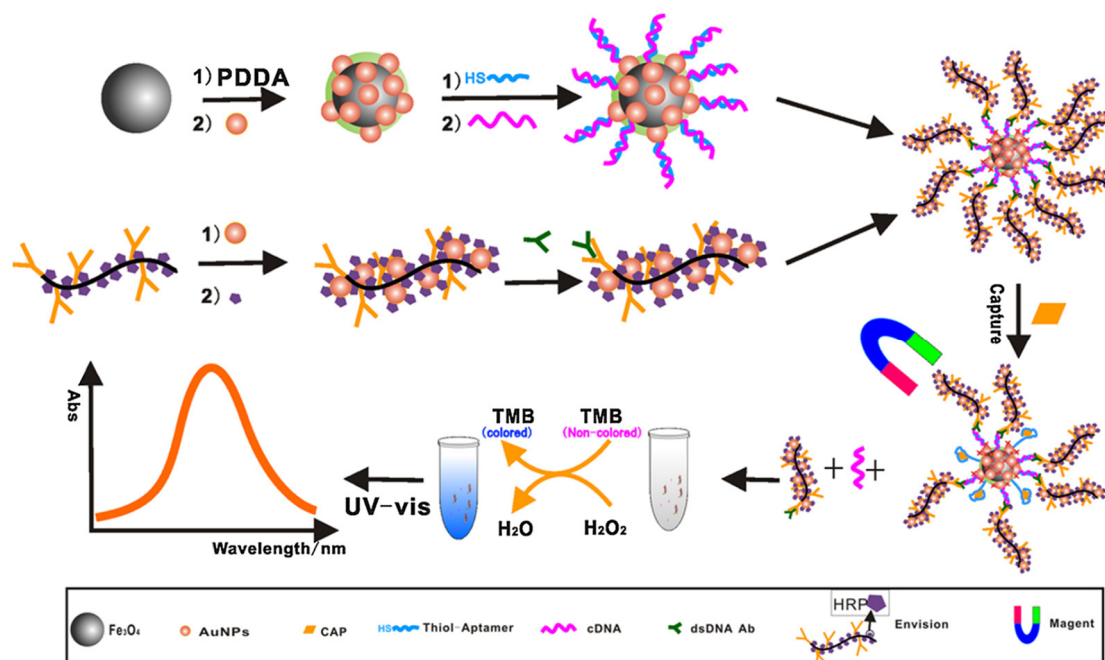 1) PDDA
2)
1) HS
2)
1)
2)
Capture
Abs
Wavelength/nm
UV-vis
TMB
(colored)
TMB
(Non-colored)
H₂O
H₂O₂
+
+
Fe₃O₄
AuNPs
CAP
HS Thiol-Aptamer
cDNA
dsDNA Ab
HRP
Envision
Magent